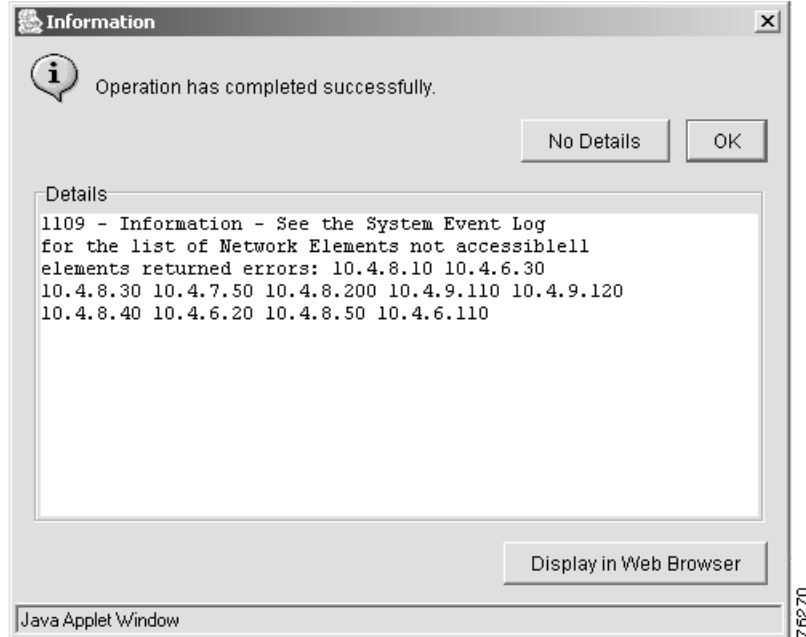 Information
Operation has completed successfully.
No Details
OK
Details
1109 - Information - See the System Event Log
for the list of Network Elements not accessible11
elements returned errors: 10.4.8.10 10.4.6.30
10.4.8.30 10.4.7.50 10.4.8.200 10.4.9.110 10.4.9.120
10.4.8.40 10.4.6.20 10.4.8.50 10.4.6.110
Display in Web Browser
Java Applet Window
76270